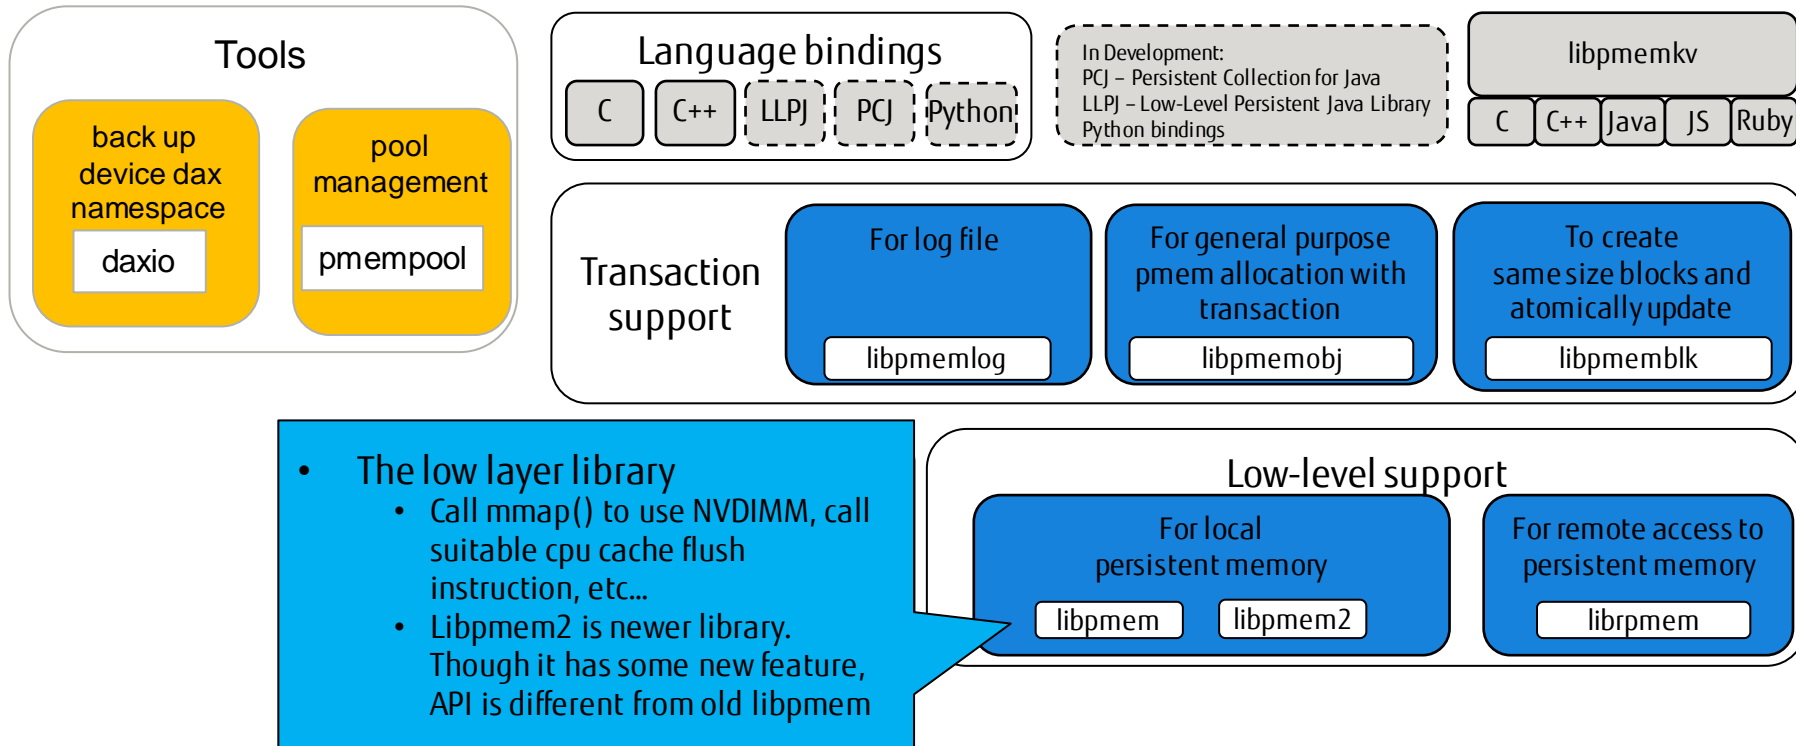 Tools
back up
device dax
namespace
daxio
pool
management
pmempool
Language bindings
C
C++
LLPJ
PCJ
Python
In Development:
PCJ – Persistent Collection for Java
LLPJ – Low-Level Persistent Java Library
Python bindings
libpmemkv
C
C++
Java
JS
Ruby
Transaction
support
For log file
libpmemlog
For general purpose
pmem allocation with
transaction
libpmemobj
To create
same size blocks and
atomically update
libpmemblk
• The low layer library
• Call mmap() to use NVDIMM, call
suitable cpu cache flush
instruction, etc...
• Libpmem2 is newer library.
Though it has some new feature,
API is different from old libpmem
Low-level support
For local
persistent memory
libpmem
libpmem2
For remote access to
persistent memory
librpmem